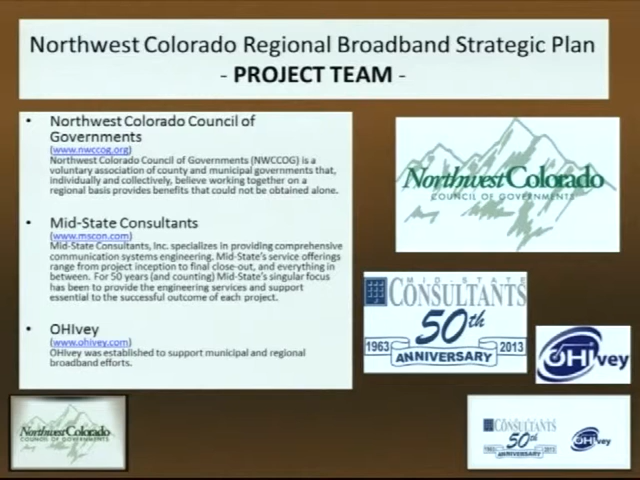 Northwest Colorado Regional Broadband Strategic Plan
- PROJECT TEAM -
• Northwest Colorado Council of
Governments
(www.nwccog.org)
Northwest Colorado Council of Governments (NWCCOG) is a
voluntary association of county and municipal governments that,
individually and collectively, believe working together on a
regional basis provides benefits that could not be obtained alone.
• Mid-State Consultants
(www.mscon.com)
Mid-State Consultants, Inc. specializes in providing comprehensive
communication systems engineering. Mid-State's service offerings
range from project inception to final close-out, and everything in
between. For 50 years (and counting) Mid-State's singular focus
has been to provide the engineering services and support
essential to the successful outcome of each project.
• OHIvey
(www.ohivey.com)
OHIvey was established to support municipal and regional
broadband efforts.
Northwest Colorado
COUNCIL OF GOVERNMENTS
MID-STATE
CONSULTANTS
50th
1963 ANNIVERSARY 2013
OHIvey
Northwest Colorado
COUNCIL OF GOVERNMENTS
CONSULTANTS
50th
1963 ANNIVERSARY 2013
OHIvey